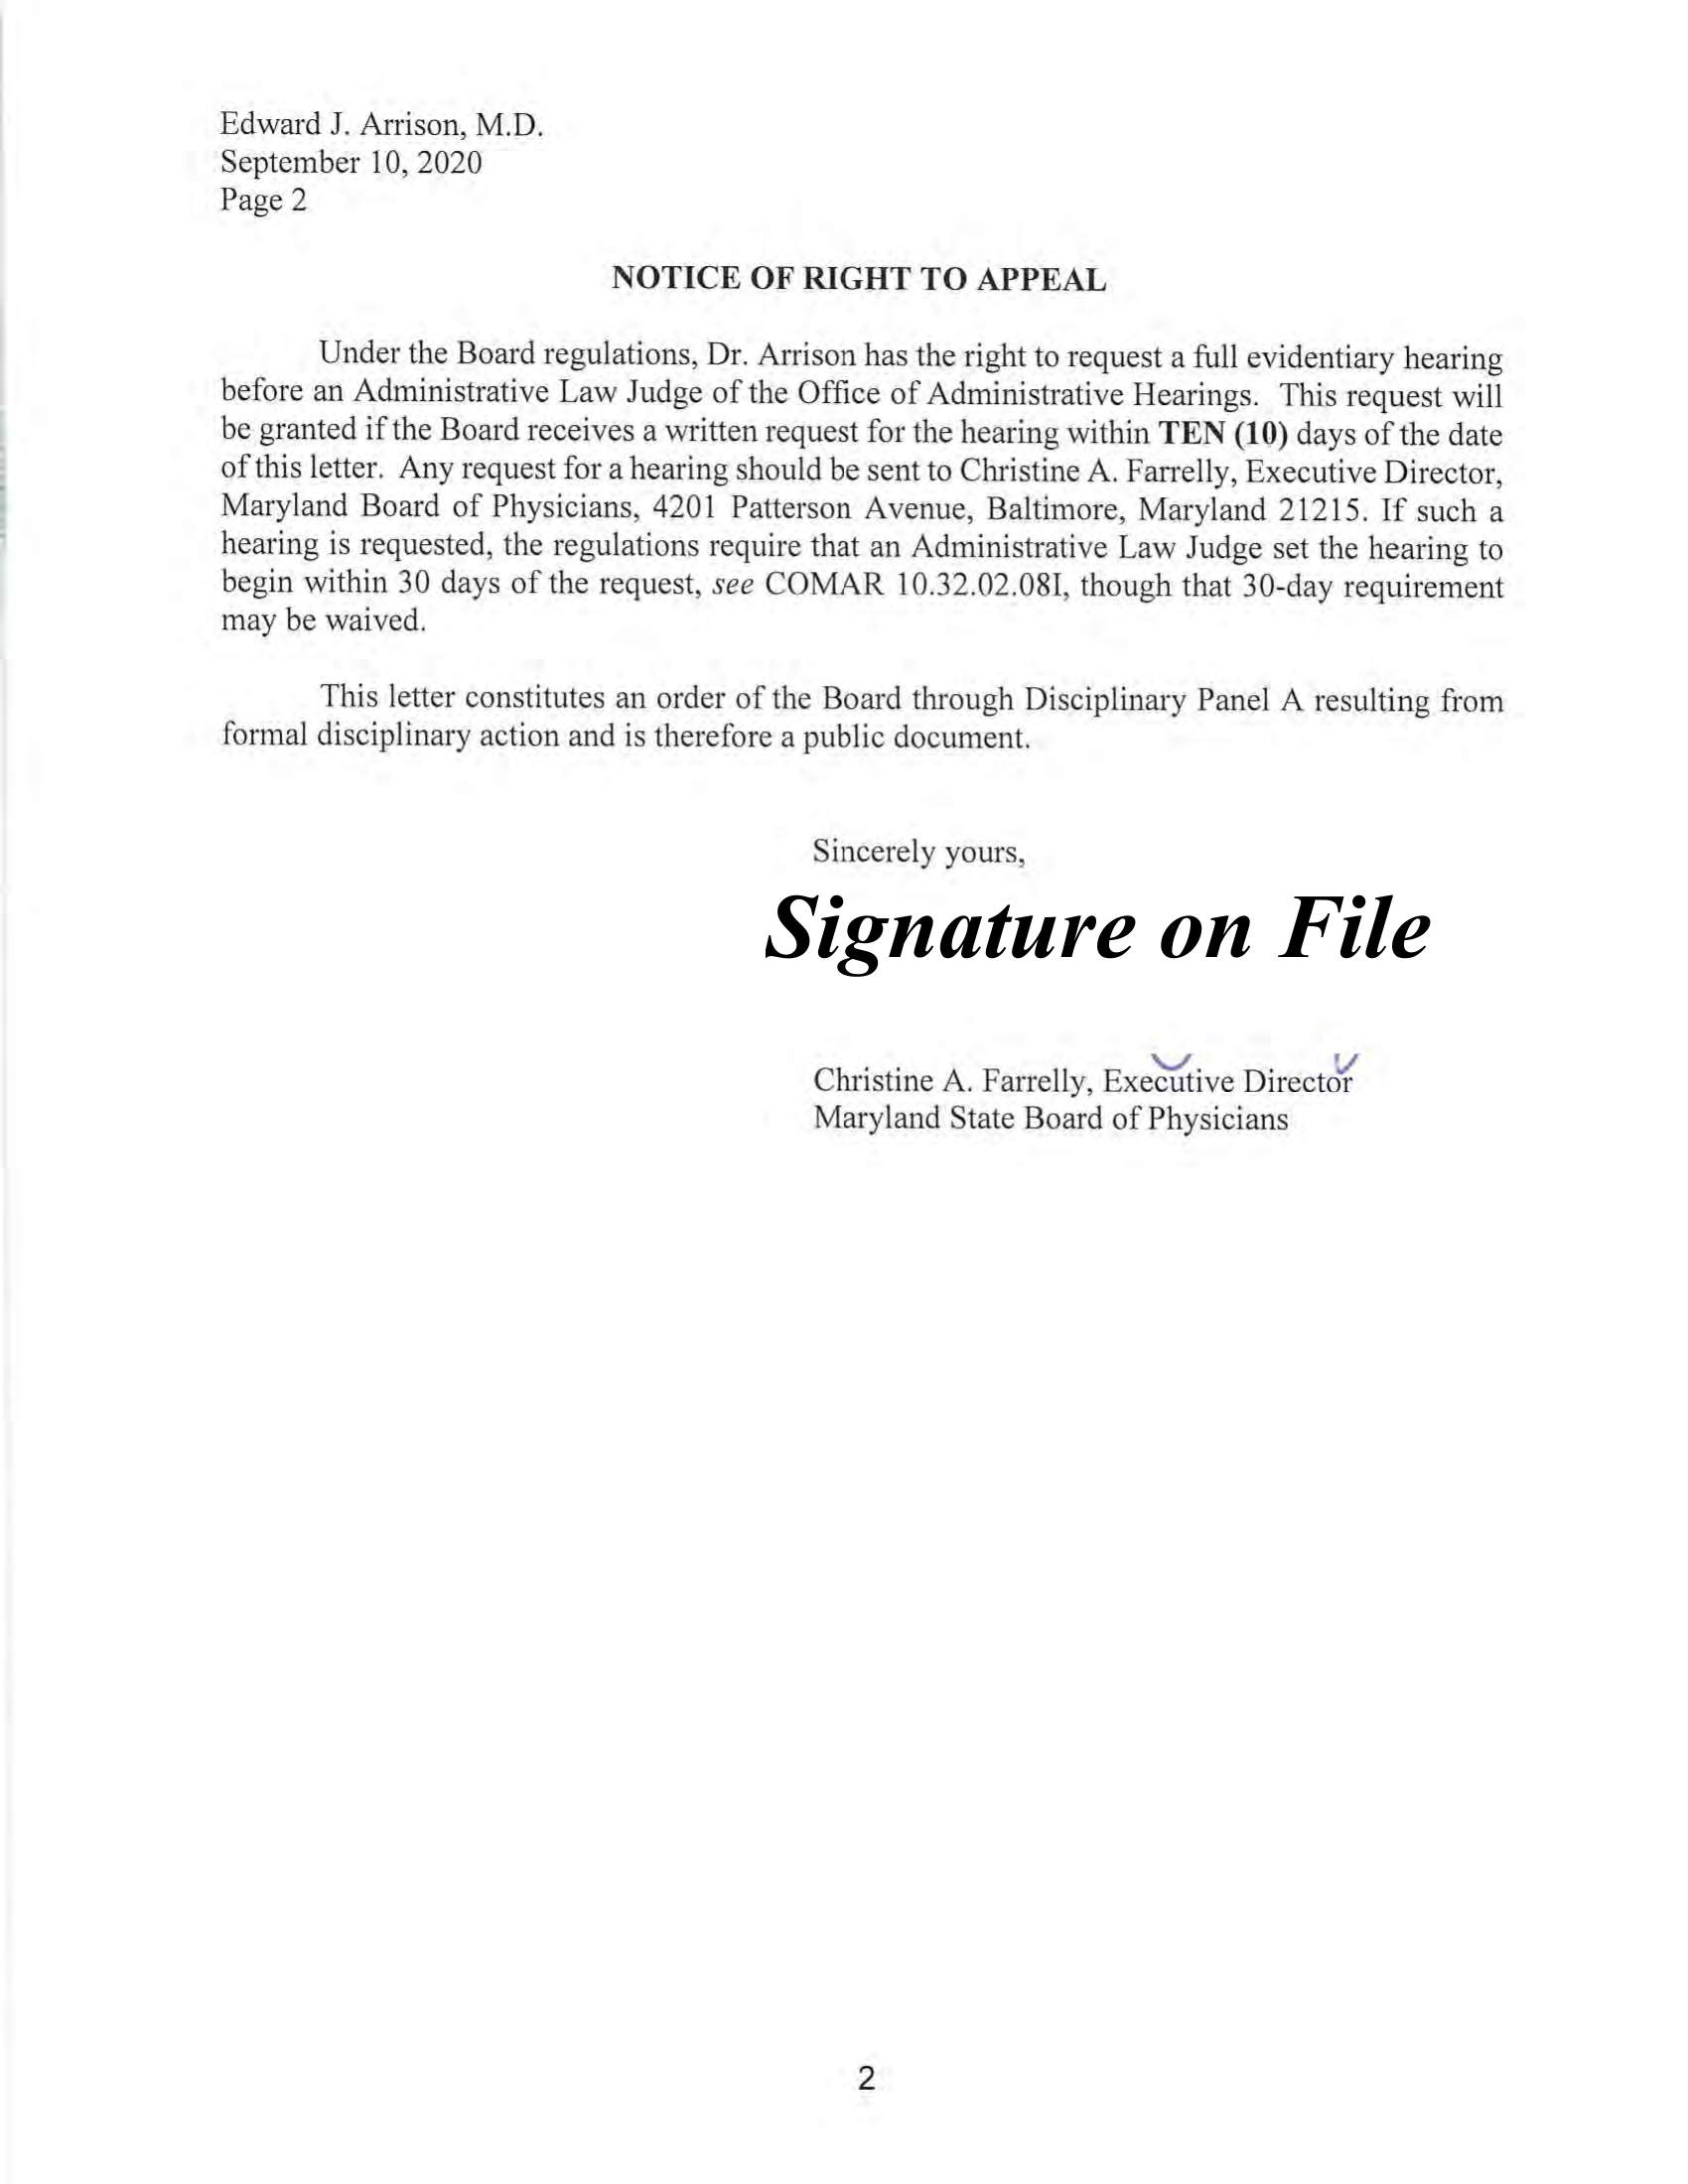 Edward J. Arrison, M.D.
September 10, 2020
Page 2
NOTICE OF RIGHT TO APPEAL
Under the Board regulations, Dr. Arrison has the right to request a full evidentiary hearing
before an Administrative Law Judge of the Office of Administrative Hearings. This request will
be granted if the Board receives a written request for the hearing within TEN (10) days of the date
of this letter. Any request for a hearing should be sent to Christine A. Farrelly, Executive Director,
Maryland Board of Physicians, 4201 Patterson Avenue, Baltimore, Maryland 21215. If such a
hearing is requested, the regulations require that an Administrative Law Judge set the hearing to
begin within 30 days of the request, see COMAR 10.32.02.08I, though that 30-day requirement
may be waived.
This letter constitutes an order of the Board through Disciplinary Panel A resulting from
formal disciplinary action and is therefore a public document.
Sincerely yours,
Signature on File
Christine A. Farrelly, Executive Director
Maryland State Board of Physicians
2